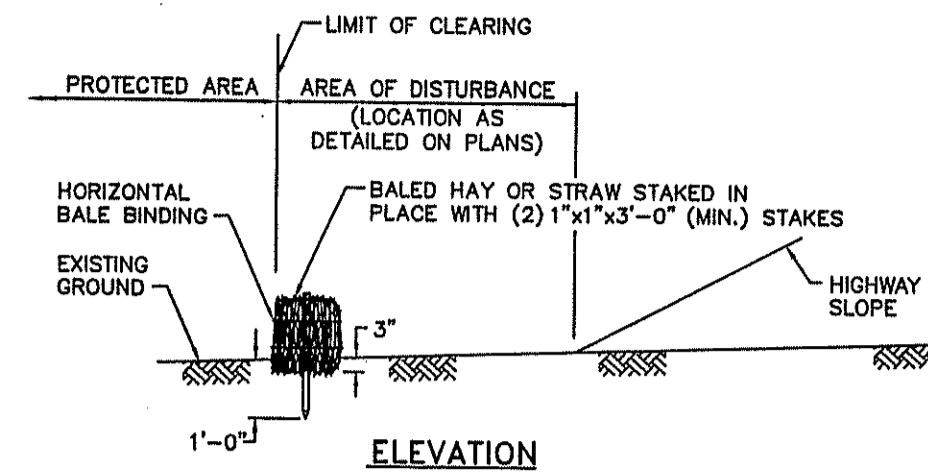 LIMIT OF CLEARING
PROTECTED AREA
AREA OF DISTURBANCE
(LOCATION AS
DETAILED ON PLANS)
HORIZONTAL
BALE BINDING
BALED HAY OR STRAW STAKED IN
PLACE WITH (2) 1"x1"x3'-0" (MIN.) STAKES
EXISTING
GROUND
HIGHWAY
SLOPE
3"
1'-0"
ELEVATION